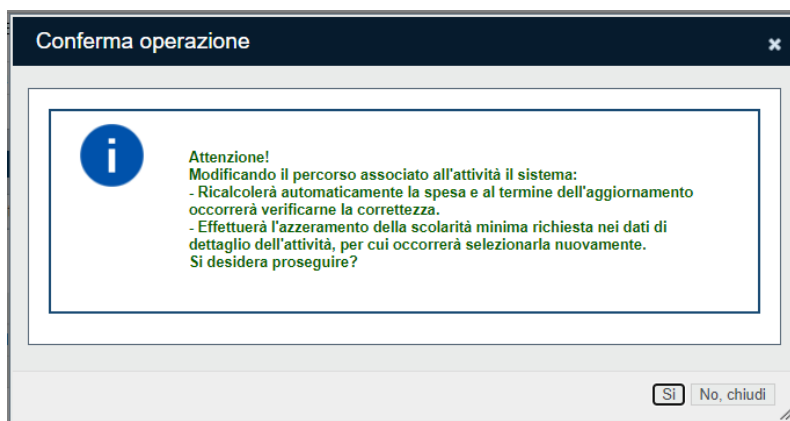 Conferma operazione
Attenzione!
Modificando il percorso associato all'attività il sistema:
- Ricalcolerà automaticamente la spesa e al termine dell'aggiornamento
occorrerà verificarne la correttezza.
- Effettuerà l'azzeramento della scolarità minima richiesta nei dati di
dettaglio dell'attività, per cui occorrerà selezionarla nuovamente.
Si desidera proseguire?
Si No, chiudi